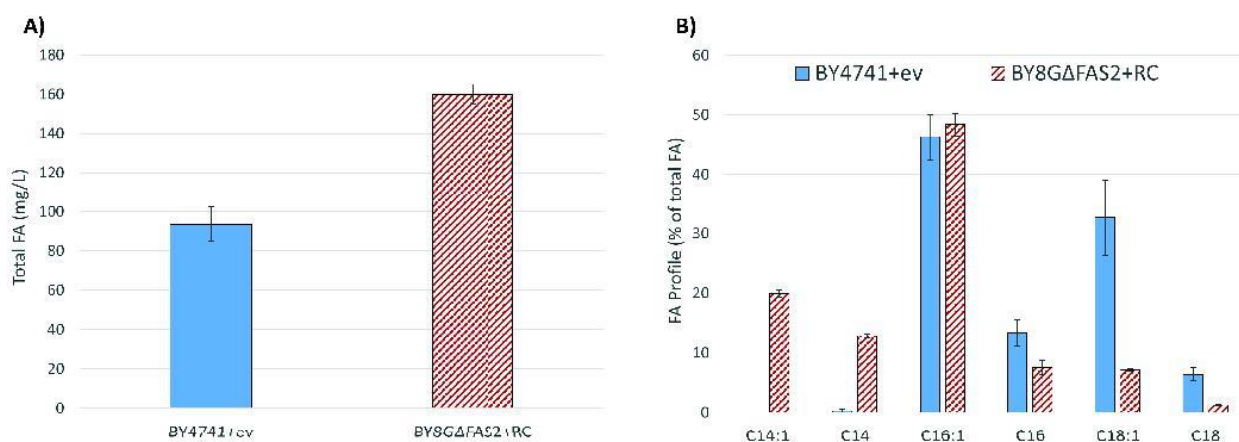 A)
180
160
140
120
100
80
60
40
20
0
Total FA (mg/L)
BY4741+ev
BY8GΔFAS2+RC
B)
60
50
40
30
20
10
0
FA Profile (% of total FA)
BY4741+ev
BY8GΔFAS2+RC
C14:1
C14
C16:1
C16
C18:1
C18